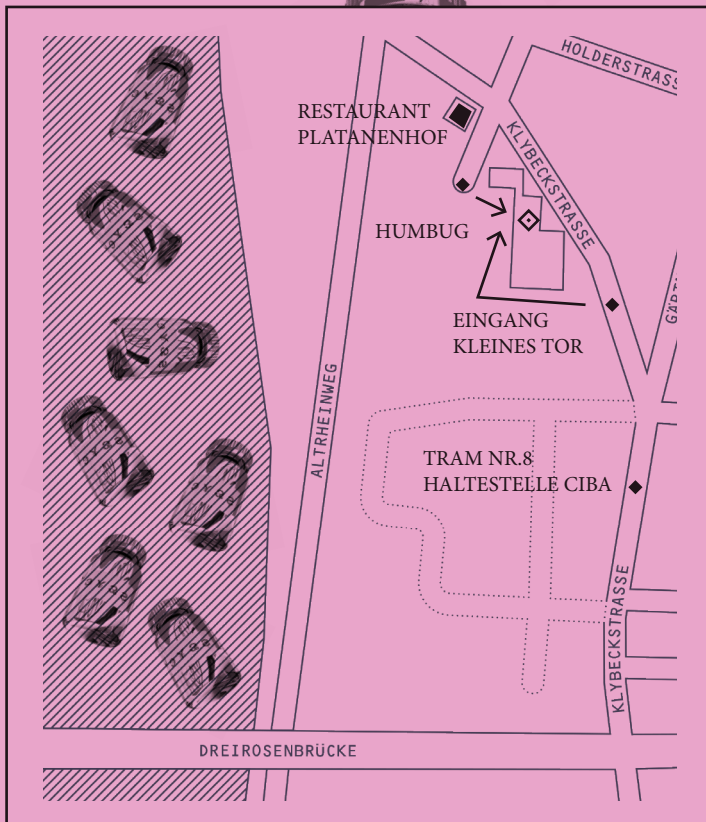 HOLDERSTRASS
RESTAURANT
PLATANENHOF
KLYBECKSTRASSE
HUMBUG
EINGANG
KLEINES TOR
ALTRHEINWEG
TRAM NR.8
HALTESTELLE CIBA
KLYBECKSTRASSE
DREIROSENBRÜCKE